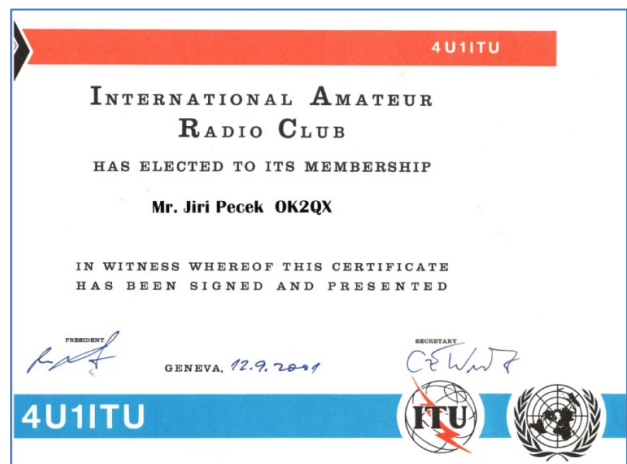 4U1ITU
INTERNATIONAL AMATEUR
RADIO CLUB
HAS ELECTED TO ITS MEMBERSHIP
Mr. Jiri Pecek OK2QX
IN WITNESS WHEREOF THIS CERTIFICATE
HAS BEEN SIGNED AND PRESENTED
PRESIDENT
SECRETARY
GENEVA, 12.9.2001
4U1ITU
ITU